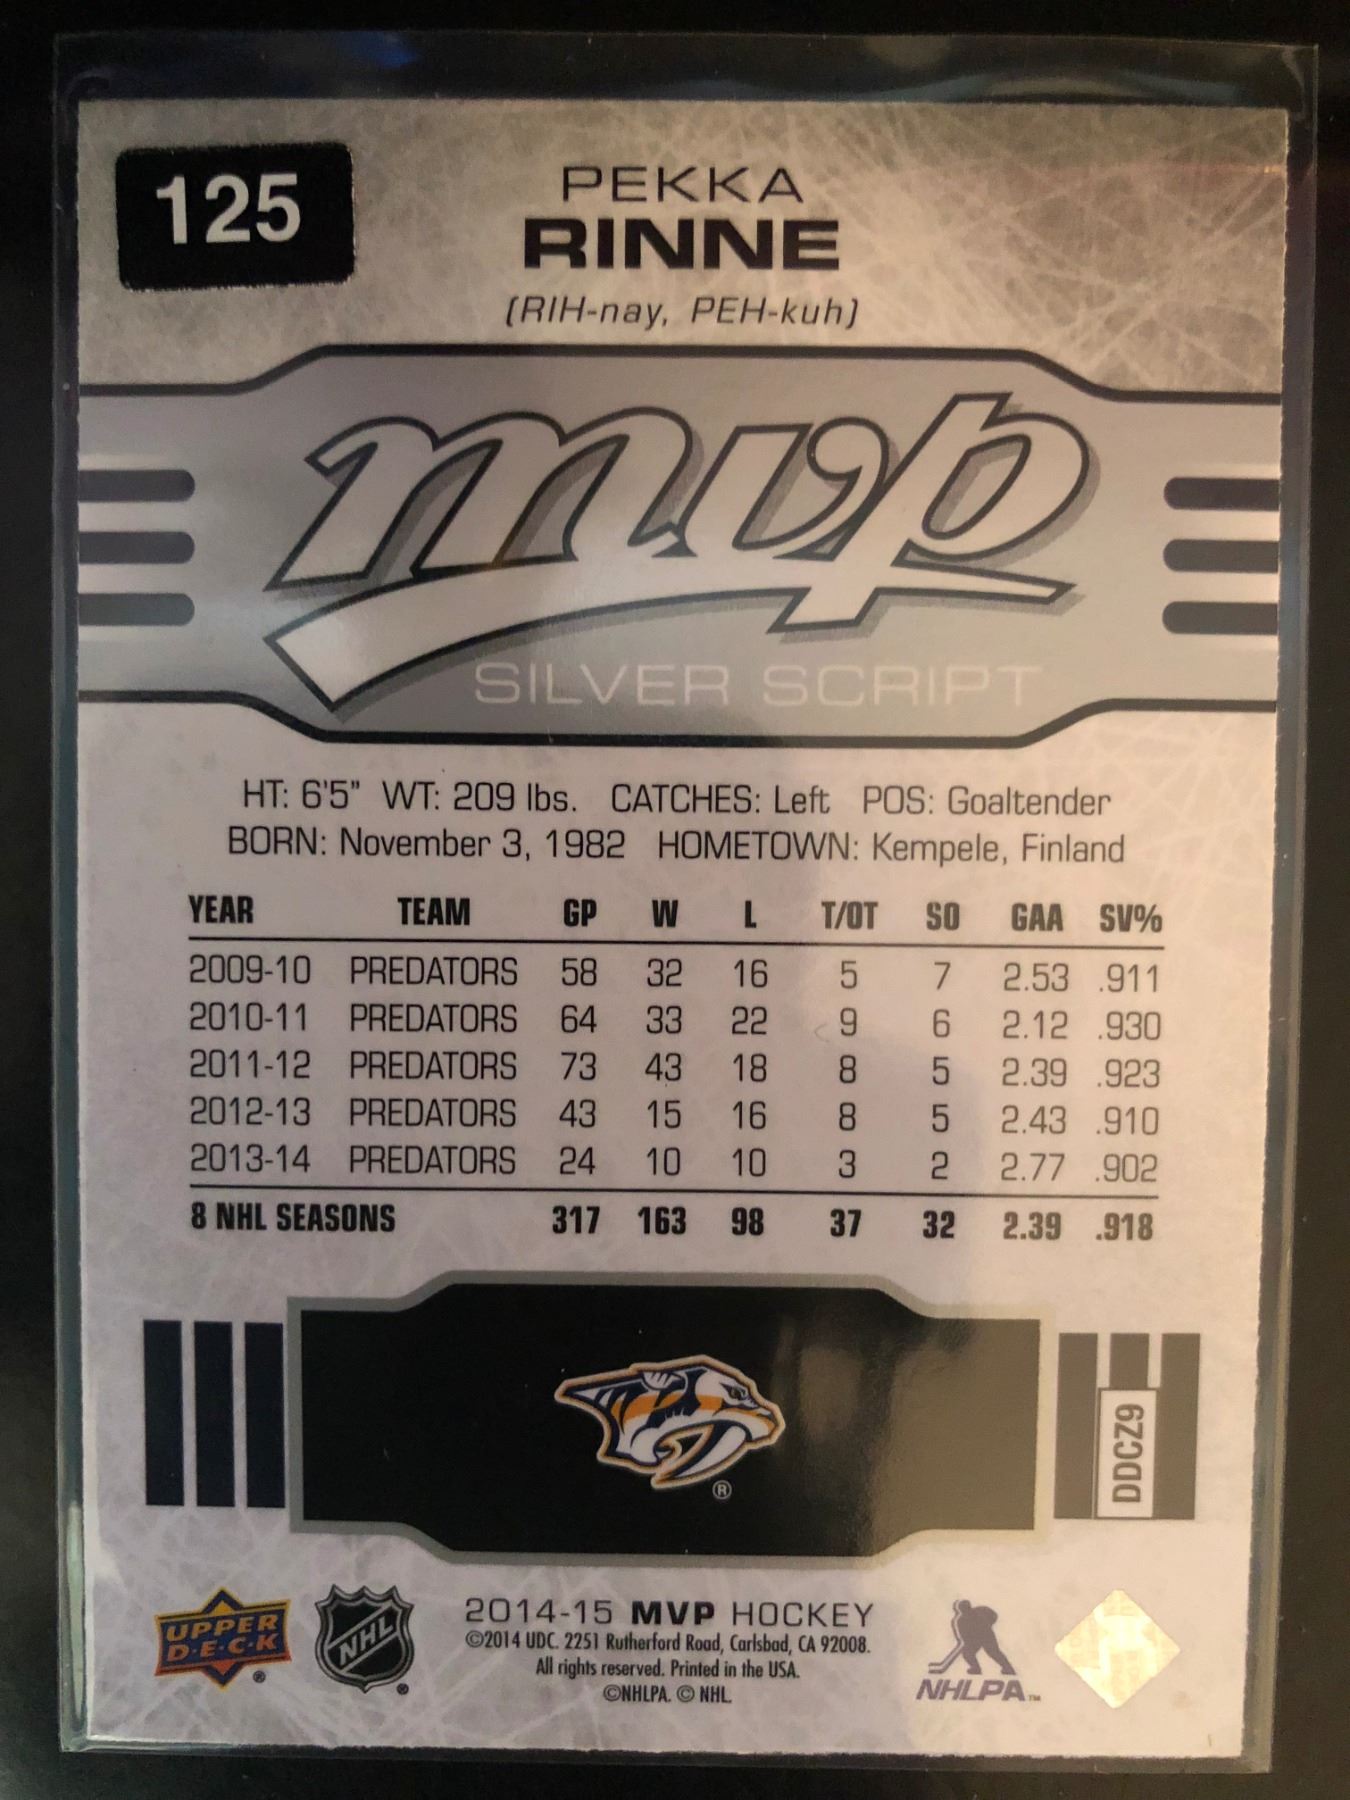 125
PEKKA
RINNE
(RIH-nay, PEH-kuh)
mvp
SILVER SCRIPT
HT: 6'5" WT: 209 lbs. CATCHES: Left POS: Goaltender
BORN: November 3, 1982 HOMETOWN: Kempele, Finland
YEAR TEAM GP W L T/OT SO GAA SV%
2009-10 PREDATORS 58 32 16 5 7 2.53 .911
2010-11 PREDATORS 64 33 22 9 6 2.12 .930
2011-12 PREDATORS 73 43 18 8 5 2.39 .923
2012-13 PREDATORS 43 15 16 8 5 2.43 .910
2013-14 PREDATORS 24 10 10 3 2 2.77 .902
8 NHL SEASONS 317 163 98 37 32 2.39 .918
®
DDCZ9
UPPER
D·E·C·K
®
NHL
®
2014-15 MVP HOCKEY
©2014 UDC. 2251 Rutherford Road, Carlsbad, CA 92008.
All rights reserved. Printed in the USA.
©NHLPA. © NHL.
NHLPA™